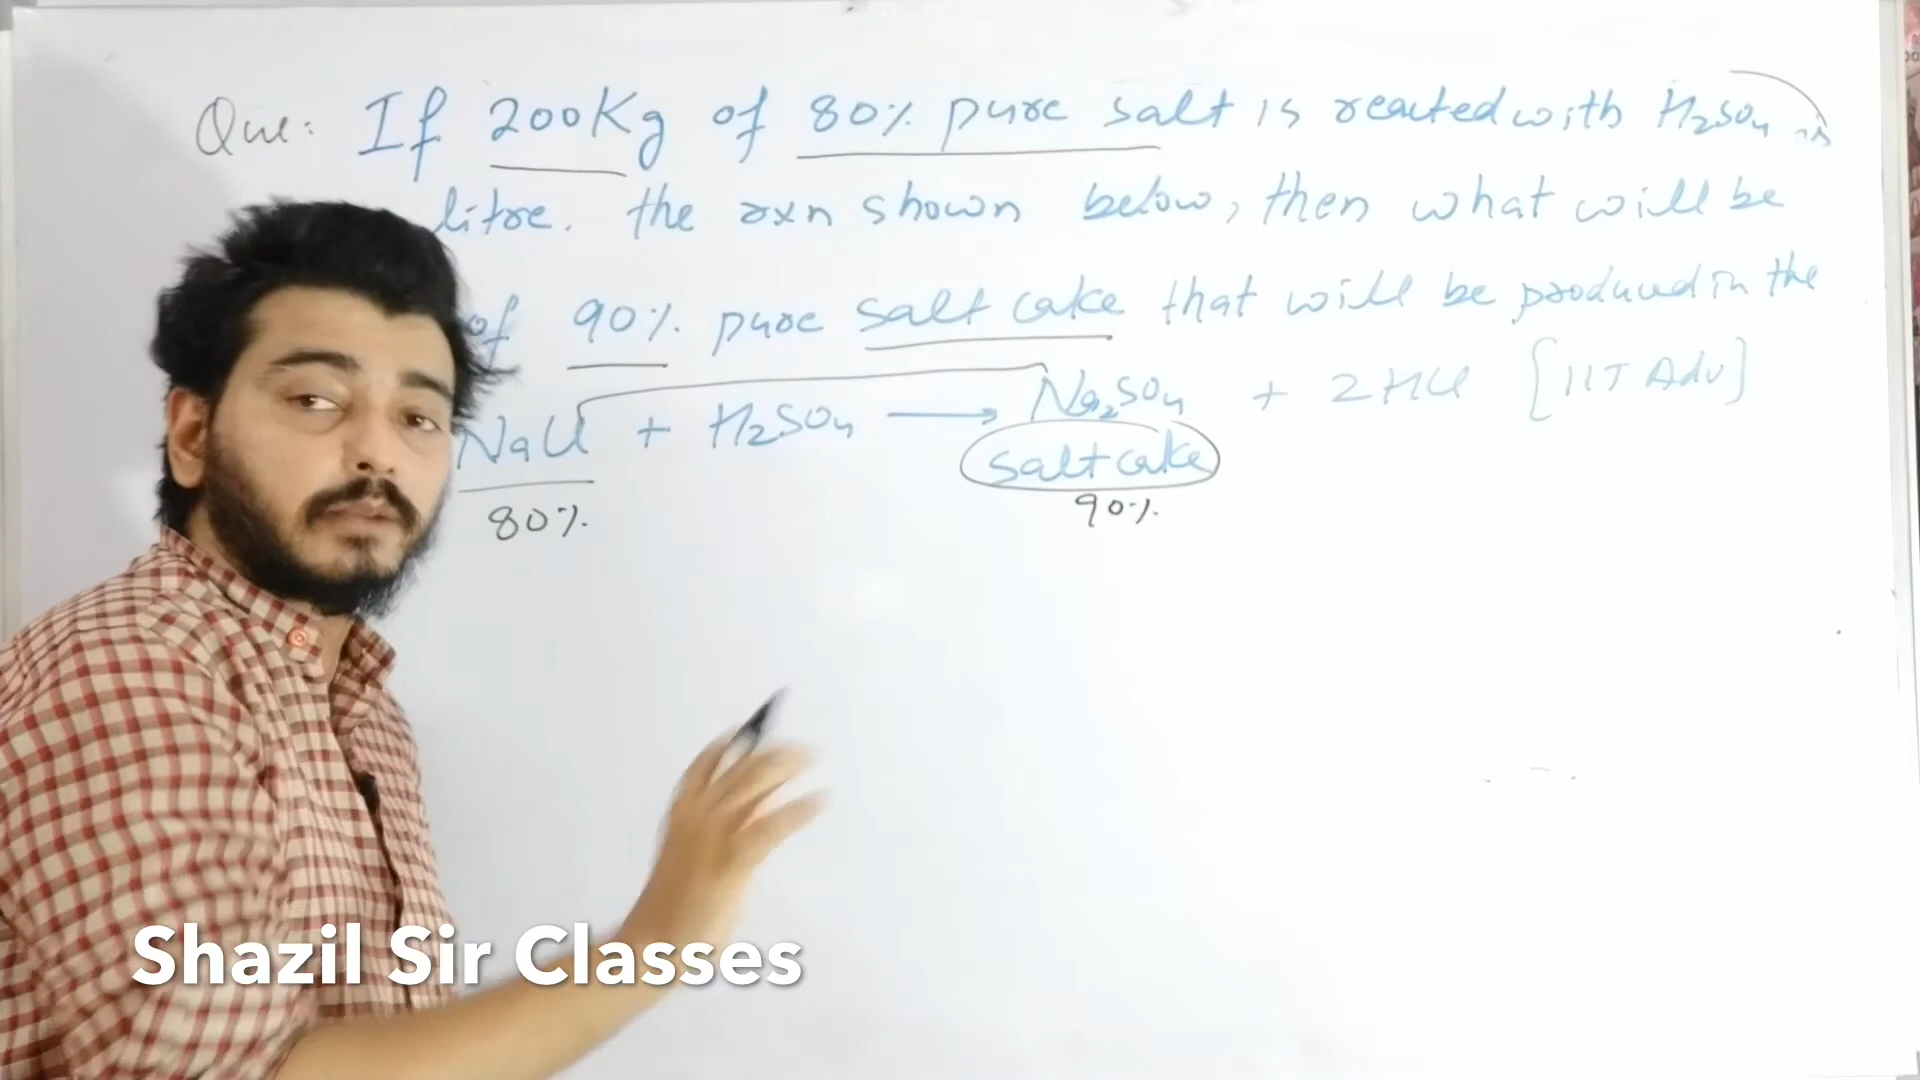 Que: If 200Kg of 80% pure salt is reacted with H₂SO₄ in
litre. the rxn shown below, then what will be
of 90% pure salt cake that will be produced in the
NaCl + H₂SO₄ → Na₂SO₄ + 2HCl [IIT Adv]
salt cake
80%
90%
Shazil Sir Classes